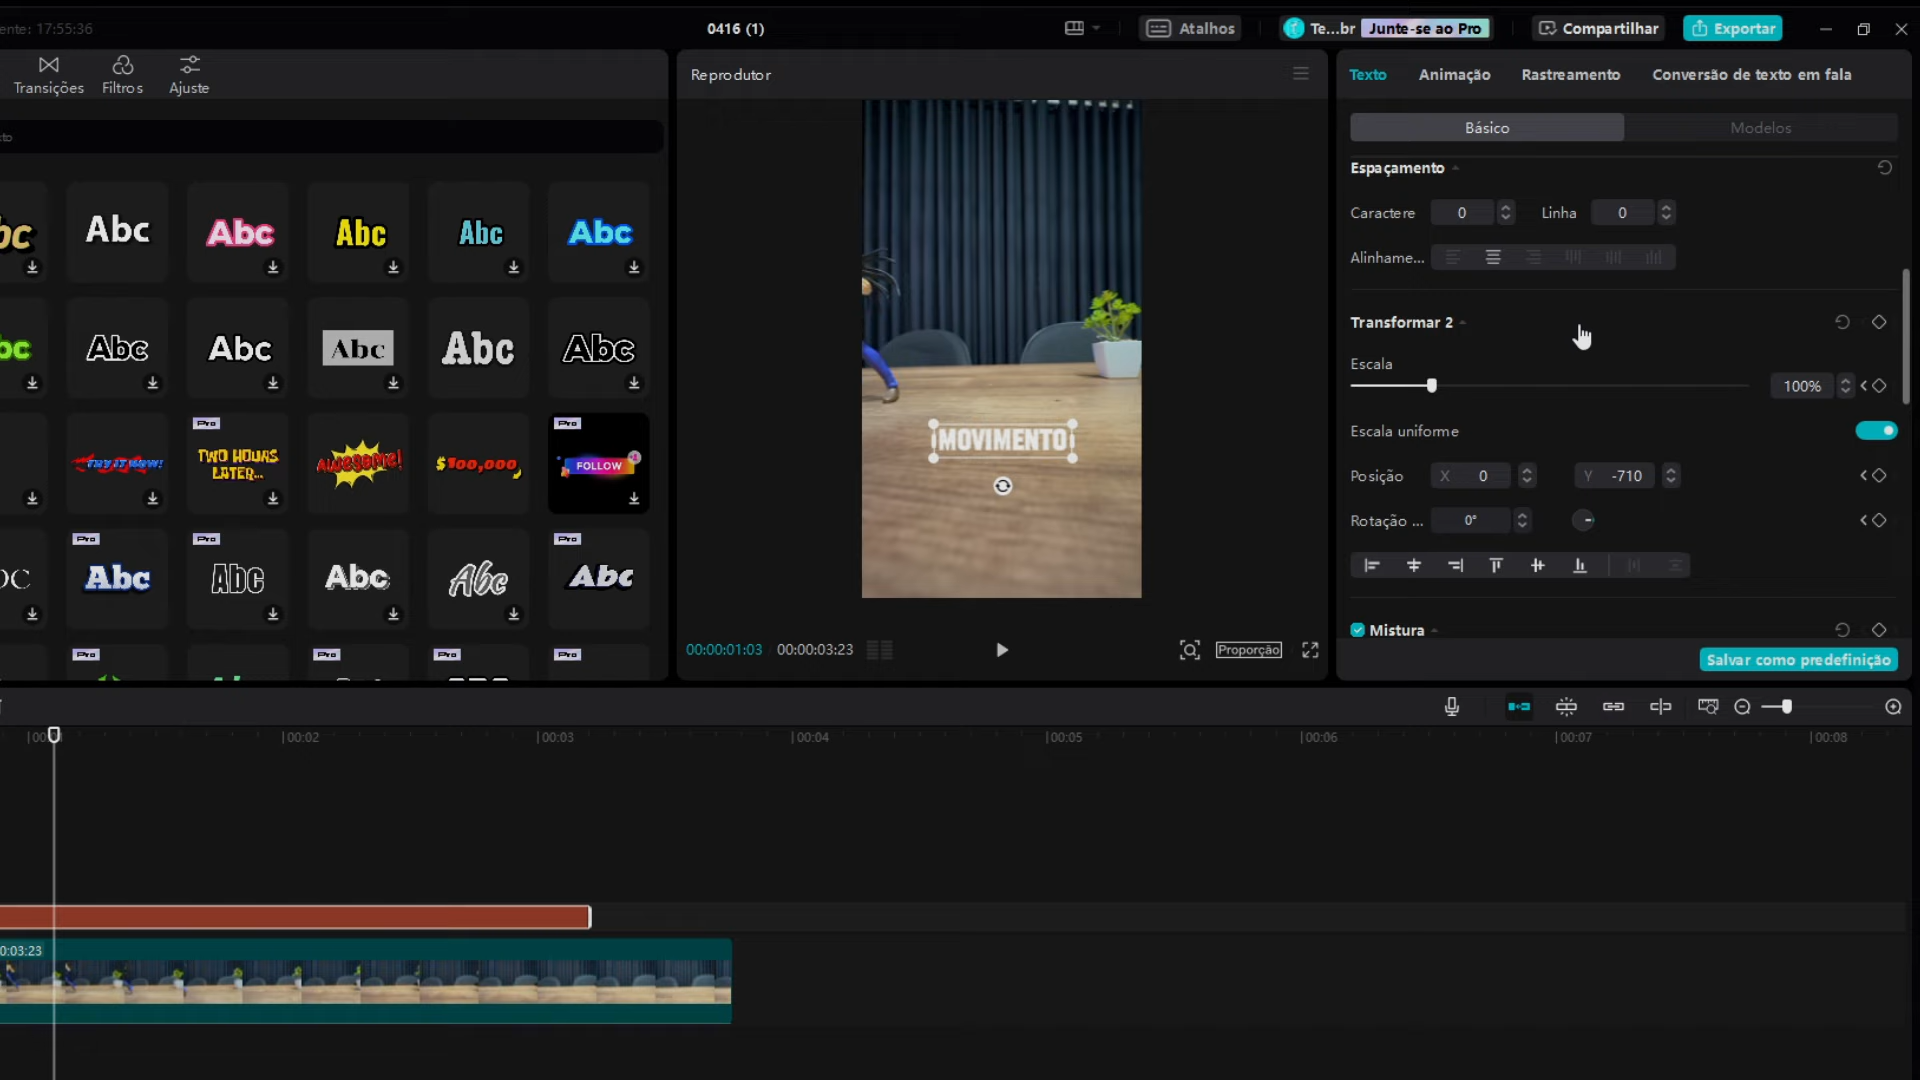 ente: 17:55:36
0416 (1)
Atalhos
Te...br
Junte-se ao Pro
Compartilhar
Exportar
Transições
Filtros
Ajuste
Reprodutor
Texto
Animação
Rastreamento
Conversão de texto em fala
Básico
Modelos
Espaçamento
Caractere
0
Linha
0
Alinhame...
Transformar 2
Escala
100%
Escala uniforme
Posição
X
0
Y
-710
Rotação ...
0°
Mistura
Salvar como predefinição
Abc
Abc
Abc
Abc
Abc
Abc
Abc
Abc
Abc
Abc
Pro
TWO HOURS LATER...
AWESOME!
$100,000
Pro
FOLLOW
Pro
Abc
Pro
Abc
Abc
Abc
Pro
Abc
Pro
Pro
Pro
Pro
MOVIMENTO
00:00:01:03
00:00:03:23
Proporção
00:02
00:03
00:04
00:05
00:06
00:07
00:08
0:03:23